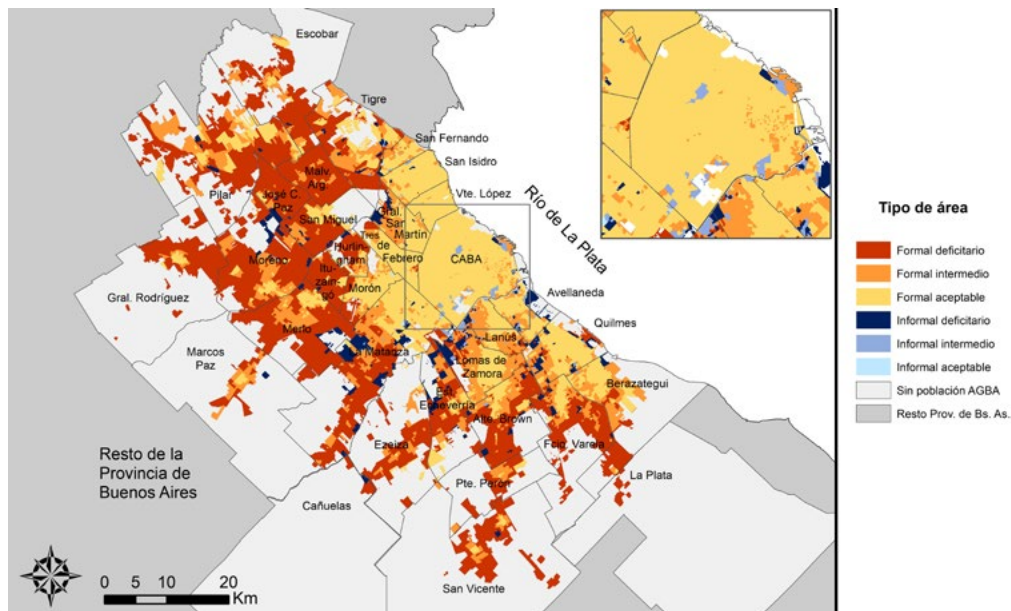 Escobar
Tigre
San Fernando
San Isidro
Vte. López
Malv.
Arg.
Pilar
José C.
Paz
San Miguel
Gral.
San
Martín
Tres
de
Febrero
Hurlin-
gham
Moreno
Itu-
zain-
gó
Morón
CABA
Río de La Plata
Gral. Rodríguez
Merlo
Marcos
Paz
La Matanza
Avellaneda
Quilmes
Lanús
Lomas de
Zamora
Berazategui
Est.
Echeverría
Alte. Brown
Ezeiza
Fcio. Varela
La Plata
Pte. Perón
Cañuelas
San Vicente
Resto de la
Provincia de
Buenos Aires
0 5 10 20
Km
Tipo de área
Formal deficitario
Formal intermedio
Formal aceptable
Informal deficitario
Informal intermedio
Informal aceptable
Sin población AGBA
Resto Prov. de Bs. As.